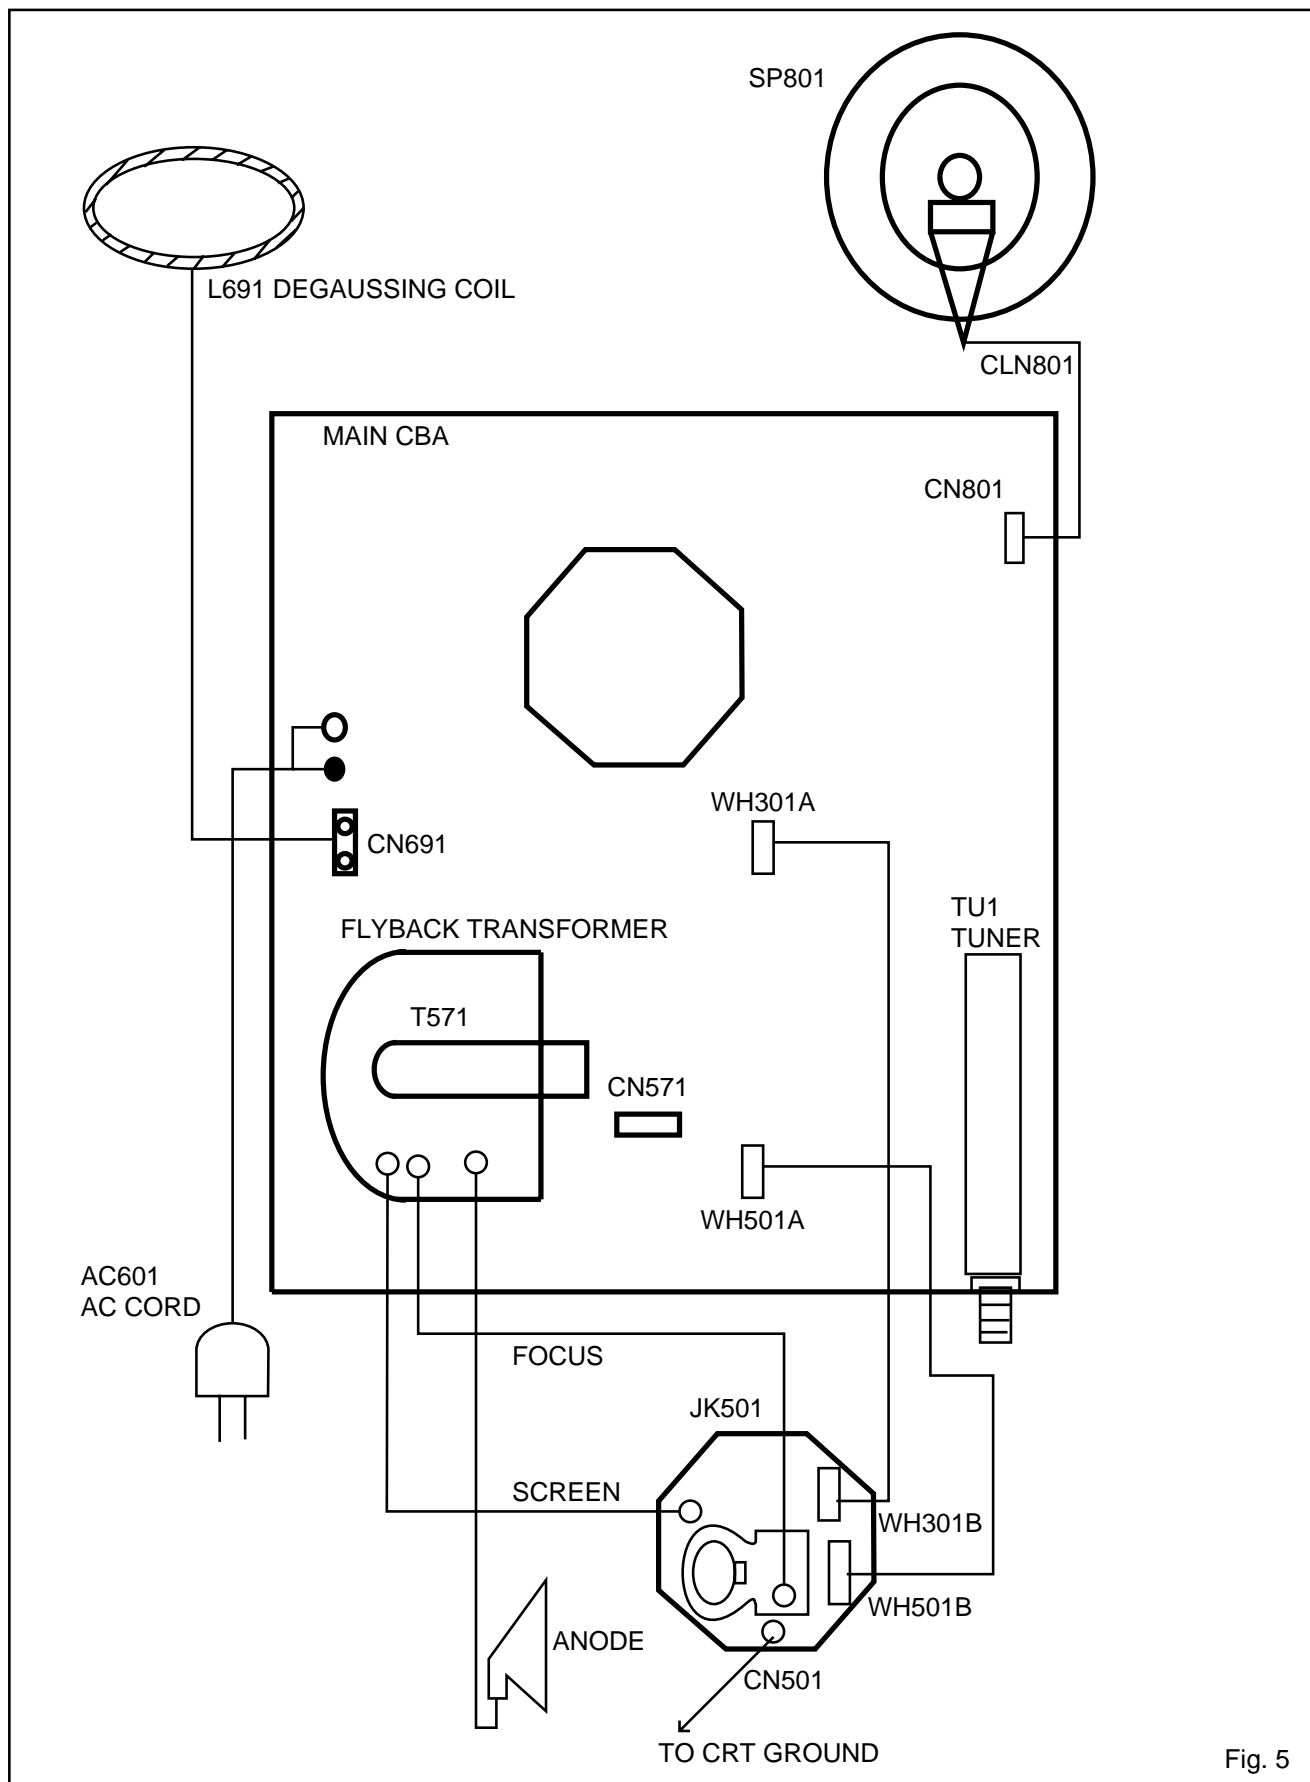 SP801
L691 DEGAUSSING COIL
CLN801
MAIN CBA
CN801
WH301A
CN691
TU1
TUNER
FLYBACK TRANSFORMER
T571
CN571
WH501A
AC601
AC CORD
FOCUS
JK501
SCREEN
WH301B
WH501B
ANODE
CN501
TO CRT GROUND
Fig. 5